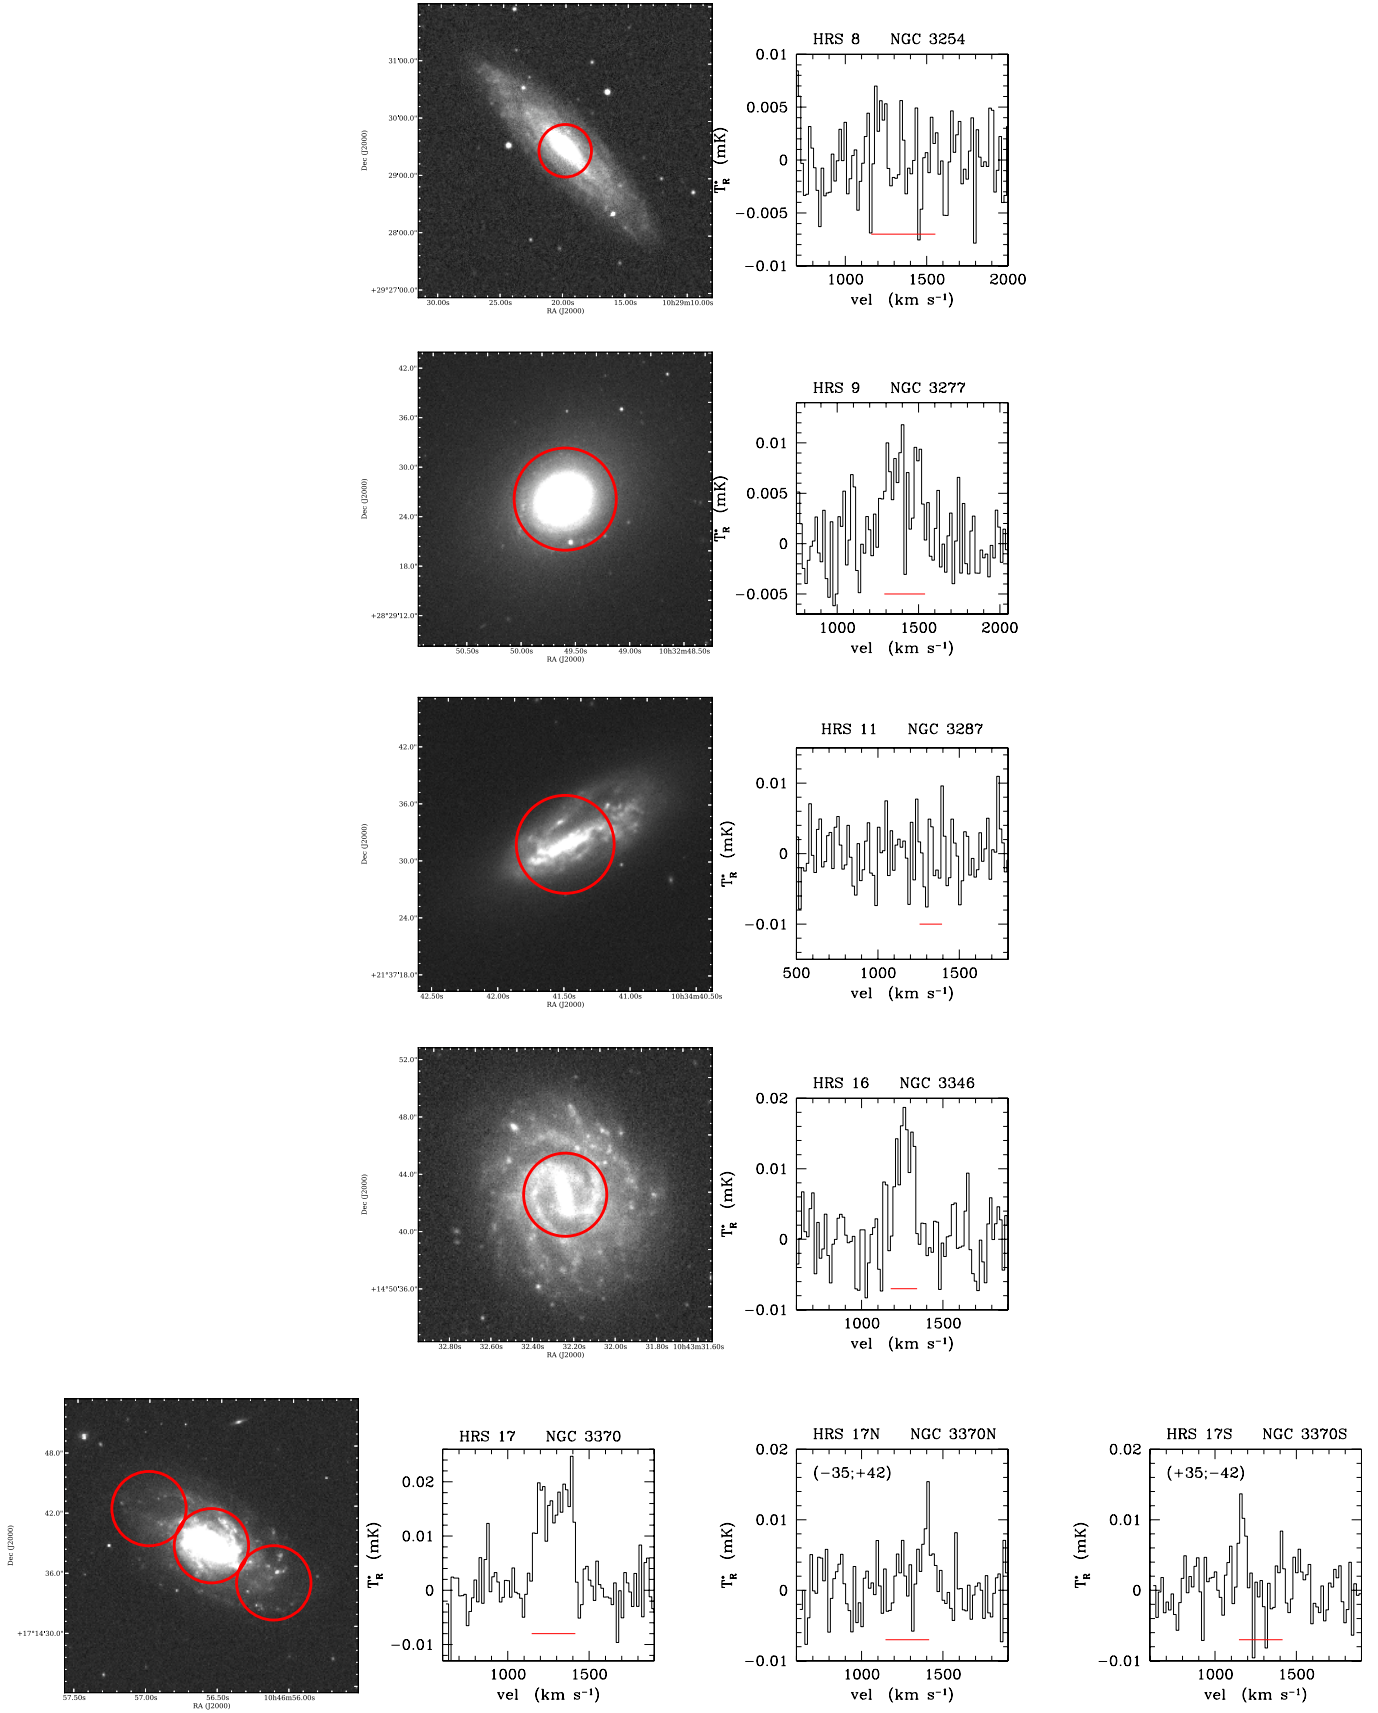 HRS 8 NGC 3254
Dec (J2000)
31'00.0"
30'00.0"
29'00.0"
28'00.0"
+29°27'00.0"
30.00s 25.00s 20.00s 15.00s 10h29m10.00s
RA (J2000)
T*R (mK)
0.01
0.005
0
−0.005
−0.01
1000 1500 2000
vel (km s⁻¹)
HRS 9 NGC 3277
Dec (J2000)
42.0"
36.0"
30.0"
24.0"
18.0"
+28°29'12.0"
50.50s 50.00s 49.50s 49.00s 10h32m48.50s
RA (J2000)
T*R (mK)
0.01
0.005
0
−0.005
1000 1500 2000
vel (km s⁻¹)
HRS 11 NGC 3287
Dec (J2000)
42.0"
36.0"
30.0"
24.0"
+21°37'18.0"
42.50s 42.00s 41.50s 41.00s 10h34m40.50s
RA (J2000)
T*R (mK)
0.01
0
−0.01
500 1000 1500
vel (km s⁻¹)
HRS 16 NGC 3346
Dec (J2000)
52.0"
48.0"
44.0"
40.0"
+14°50'36.0"
32.80s 32.60s 32.40s 32.20s 32.00s 31.80s 10h43m31.60s
RA (J2000)
T*R (mK)
0.02
0.01
0
−0.01
1000 1500
vel (km s⁻¹)
Dec (J2000)
48.0"
42.0"
36.0"
+17°14'30.0"
57.50s 57.00s 56.50s 10h46m56.00s
RA (J2000)
HRS 17 NGC 3370
T*R (mK)
0.02
0.01
0
−0.01
1000 1500
vel (km s⁻¹)
HRS 17N NGC 3370N
(−35;+42)
T*R (mK)
0.02
0.01
0
−0.01
1000 1500
vel (km s⁻¹)
HRS 17S NGC 3370S
(+35;−42)
T*R (mK)
0.02
0.01
0
−0.01
1000 1500
vel (km s⁻¹)